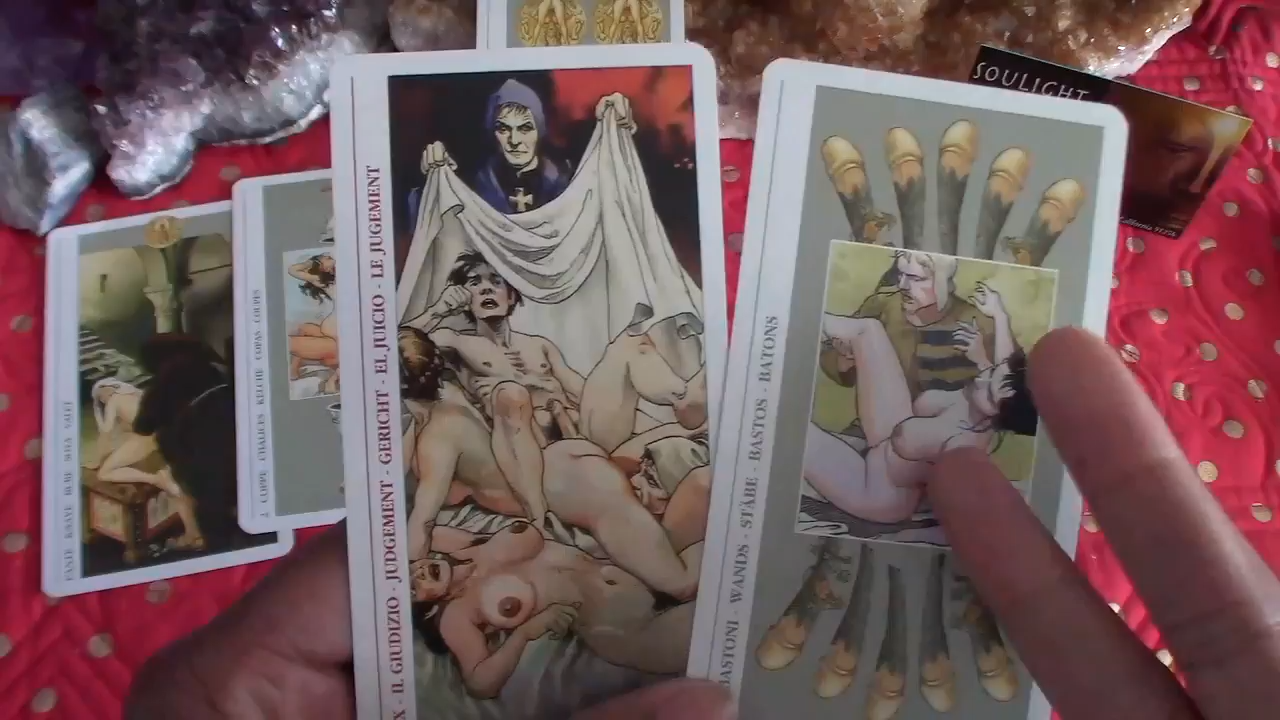 SOULIGHT
California
X - IL GIUDIZIO - JUDGEMENT - GERICHT - EL JUICIO - LE JUGEMENT
BASTONI - WANDS - STÄBE - BASTOS - BATONS
2 COPPE CHALICES KELCHE COPAS COUPES
FANTE KNAVE BUBE SOTA VALET